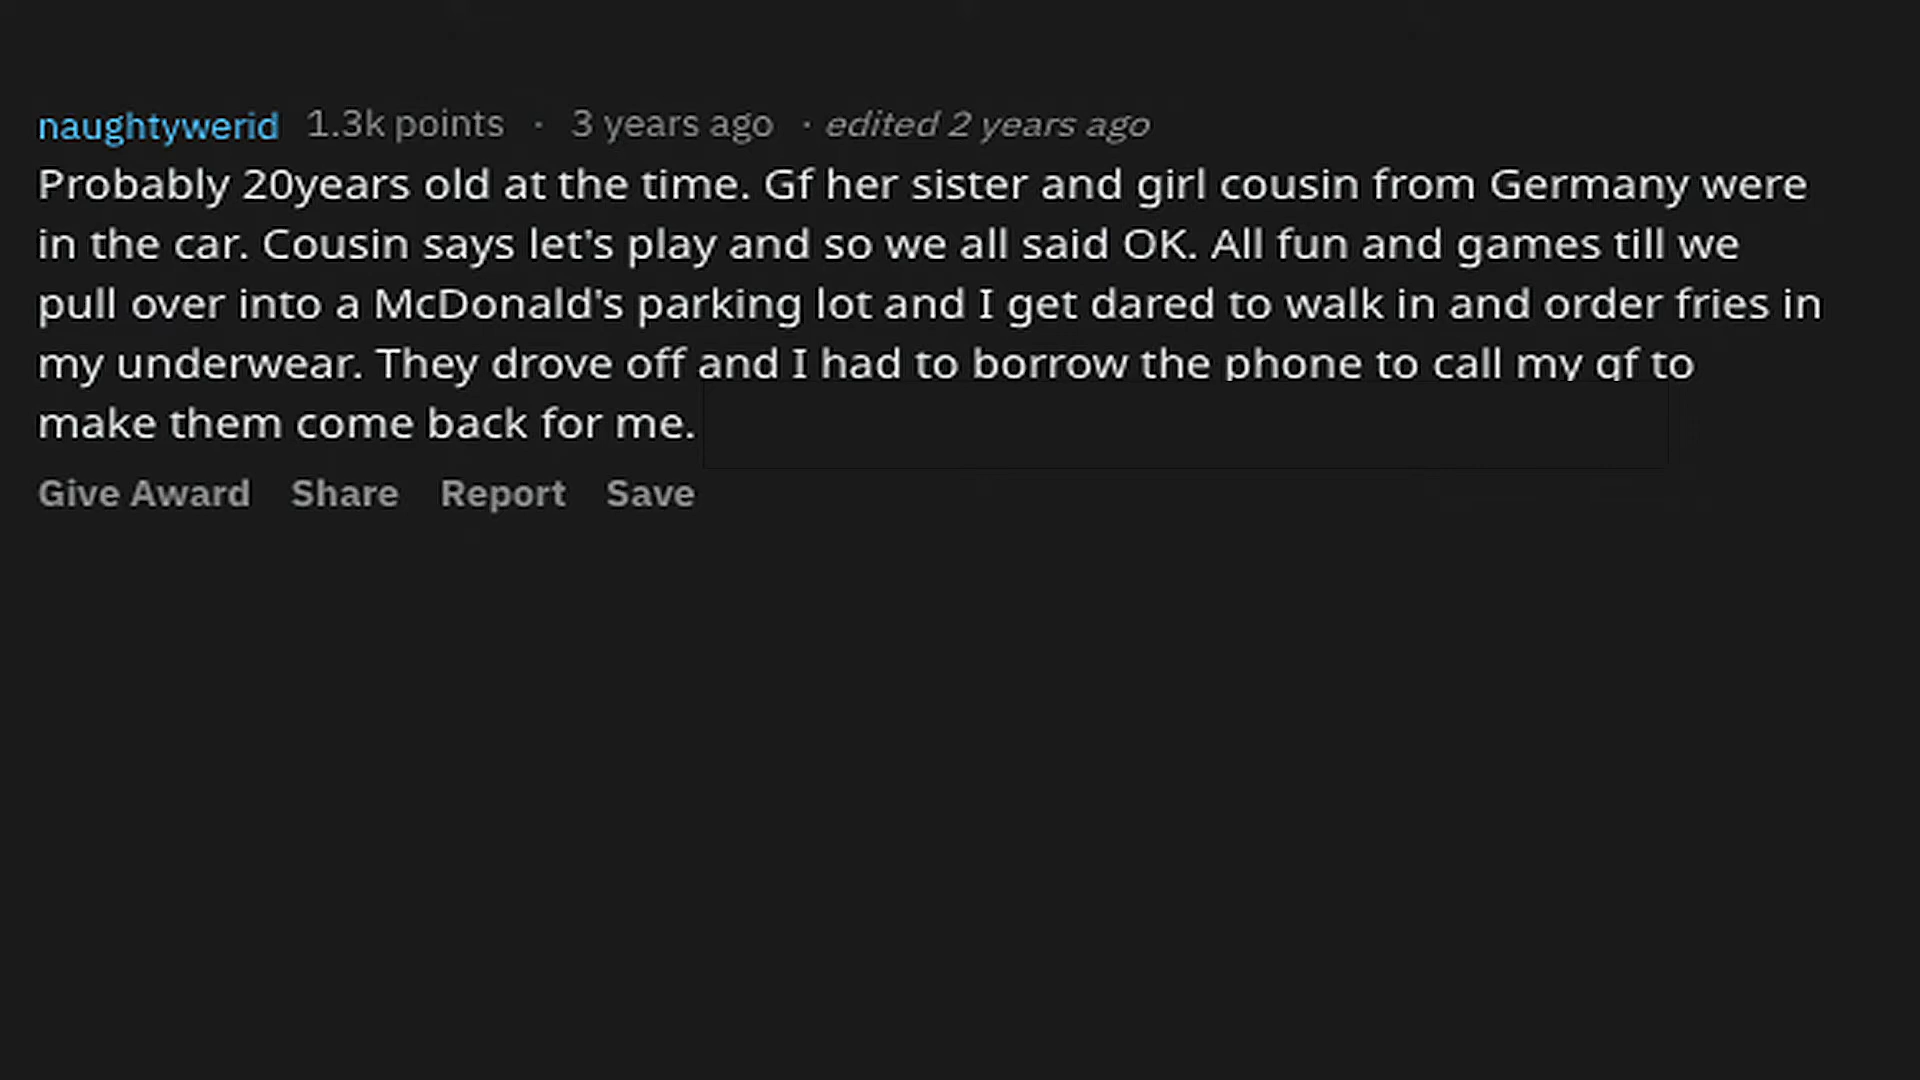 naughtywerid 1.3k points · 3 years ago · edited 2 years ago
Probably 20years old at the time. Gf her sister and girl cousin from Germany were
in the car. Cousin says let's play and so we all said OK. All fun and games till we
pull over into a McDonald's parking lot and I get dared to walk in and order fries in
my underwear. They drove off and I had to borrow the phone to call my gf to
make them come back for me.
Give Award Share Report Save